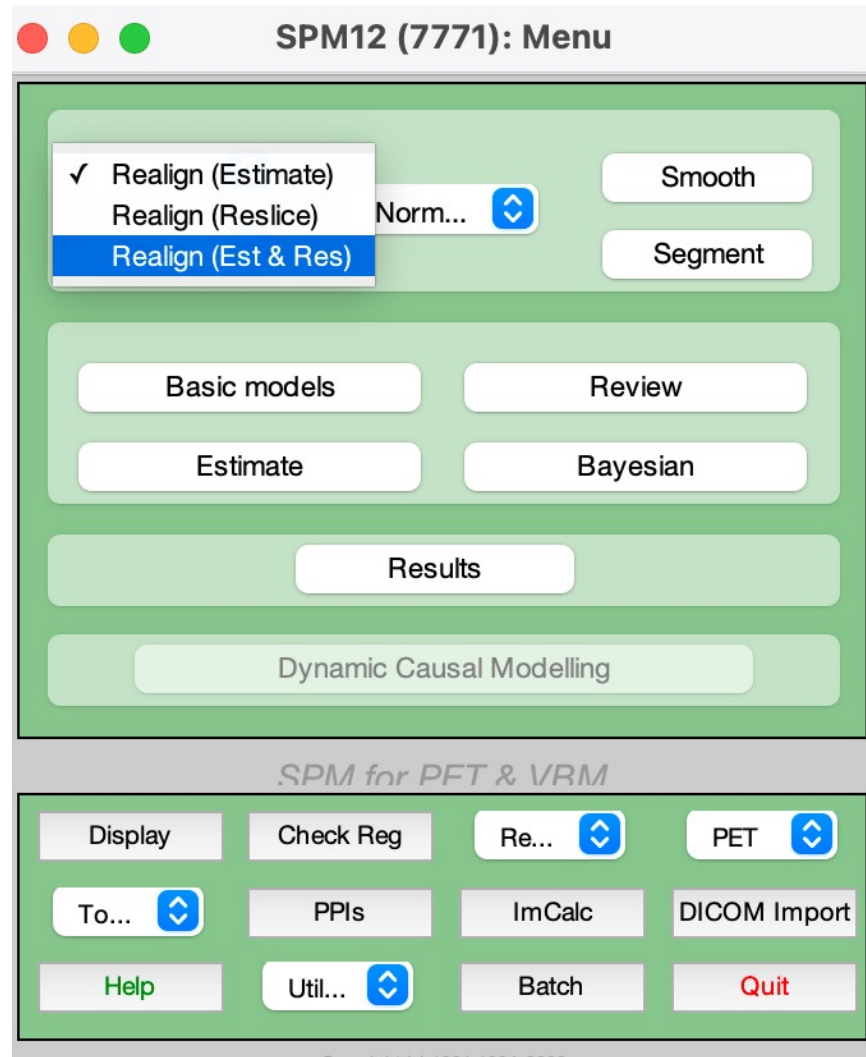 SPM12 (7771): Menu
✓ Realign (Estimate)
Realign (Reslice)
Realign (Est & Res)
Norm...
Smooth
Segment
Basic models
Review
Estimate
Bayesian
Results
Dynamic Causal Modelling
SPM for PET & VBM
Display
Check Reg
Re...
PET
To...
PPIs
ImCalc
DICOM Import
Help
Util...
Batch
Quit